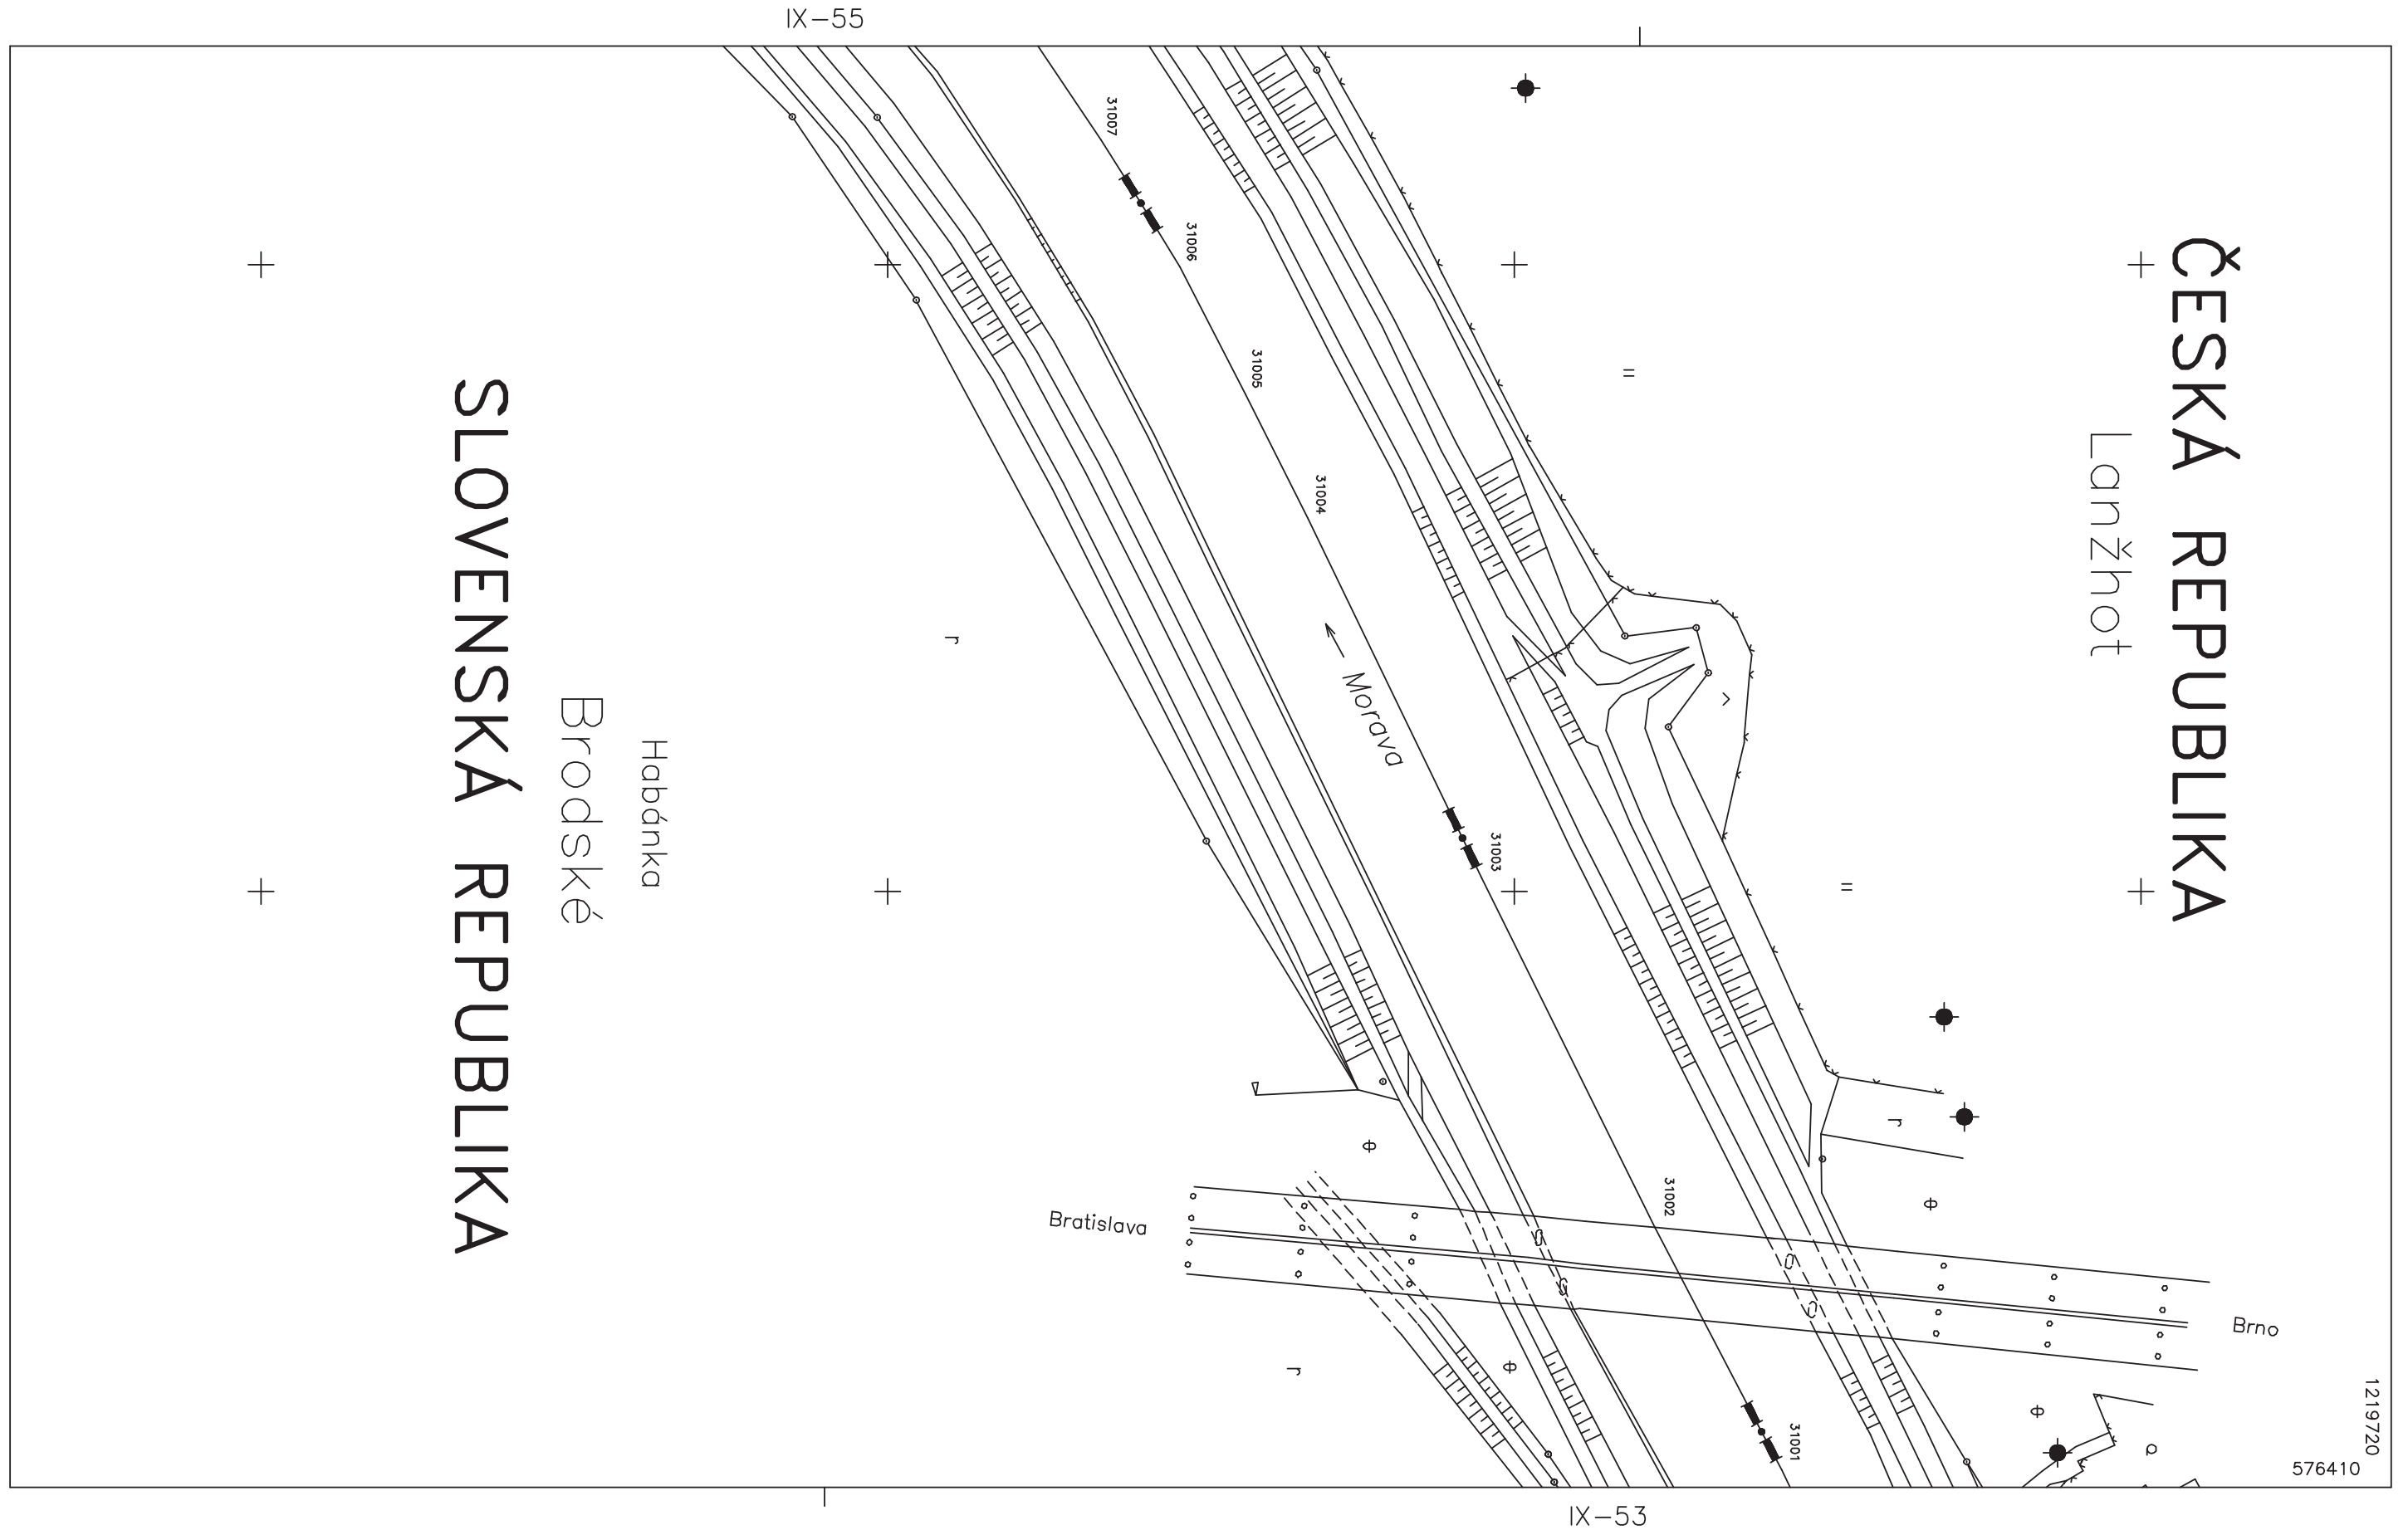 IX-55
ČESKÁ REPUBLIKA
Lanžhot
31007
31006
31005
31004
← Morava
31003
31002
31001
SLOVENSKÁ REPUBLIKA
Brodské
Habánka
Bratislava
Brno
r
r
r
a
1219720
576410
IX-53